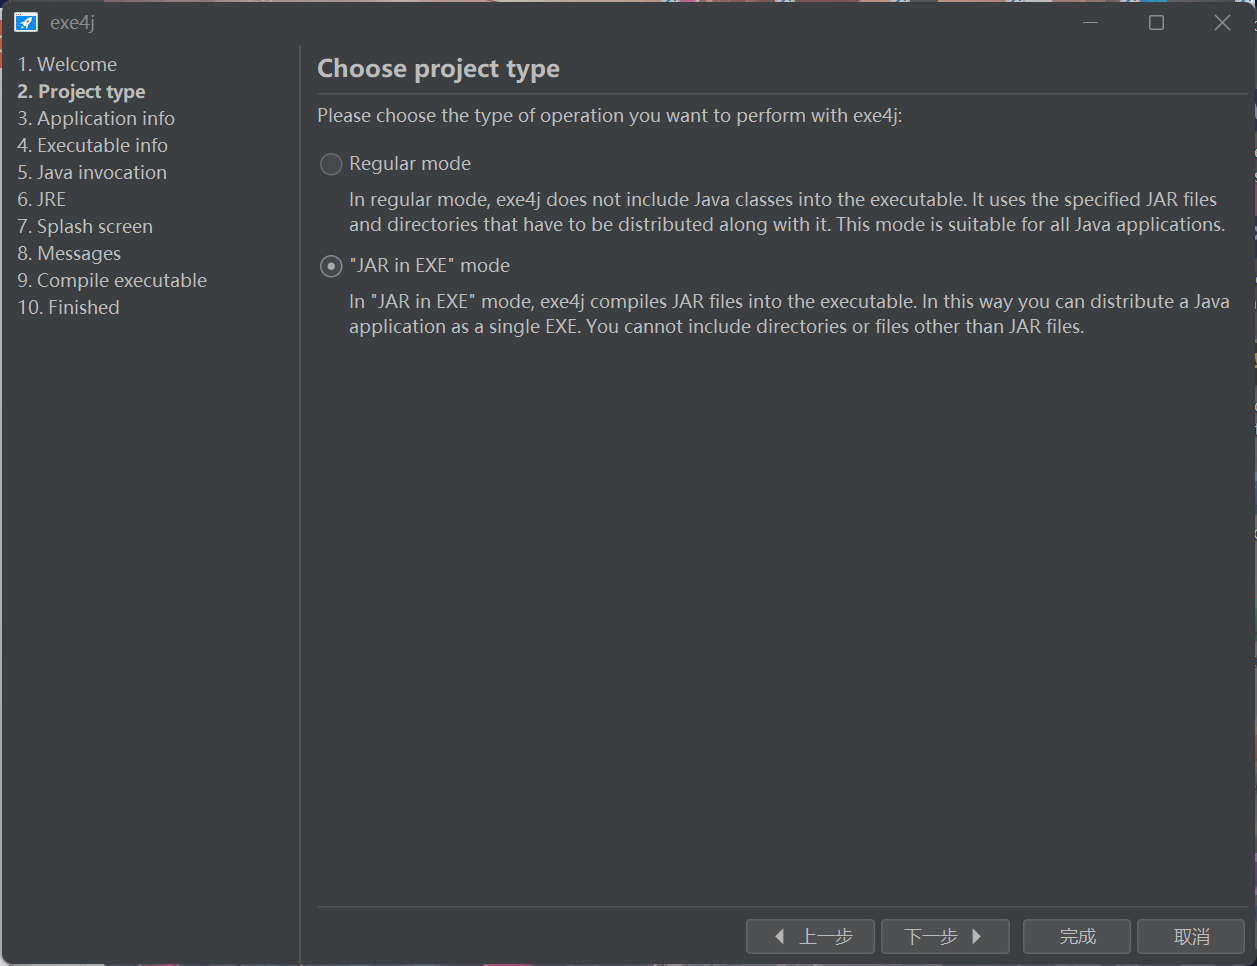 exe4j
1. Welcome
2. Project type
3. Application info
4. Executable info
5. Java invocation
6. JRE
7. Splash screen
8. Messages
9. Compile executable
10. Finished
Choose project type
Please choose the type of operation you want to perform with exe4j:
Regular mode
In regular mode, exe4j does not include Java classes into the executable. It uses the specified JAR files
and directories that have to be distributed along with it. This mode is suitable for all Java applications.
"JAR in EXE" mode
In "JAR in EXE" mode, exe4j compiles JAR files into the executable. In this way you can distribute a Java
application as a single EXE. You cannot include directories or files other than JAR files.
上一步
下一步
完成
取消